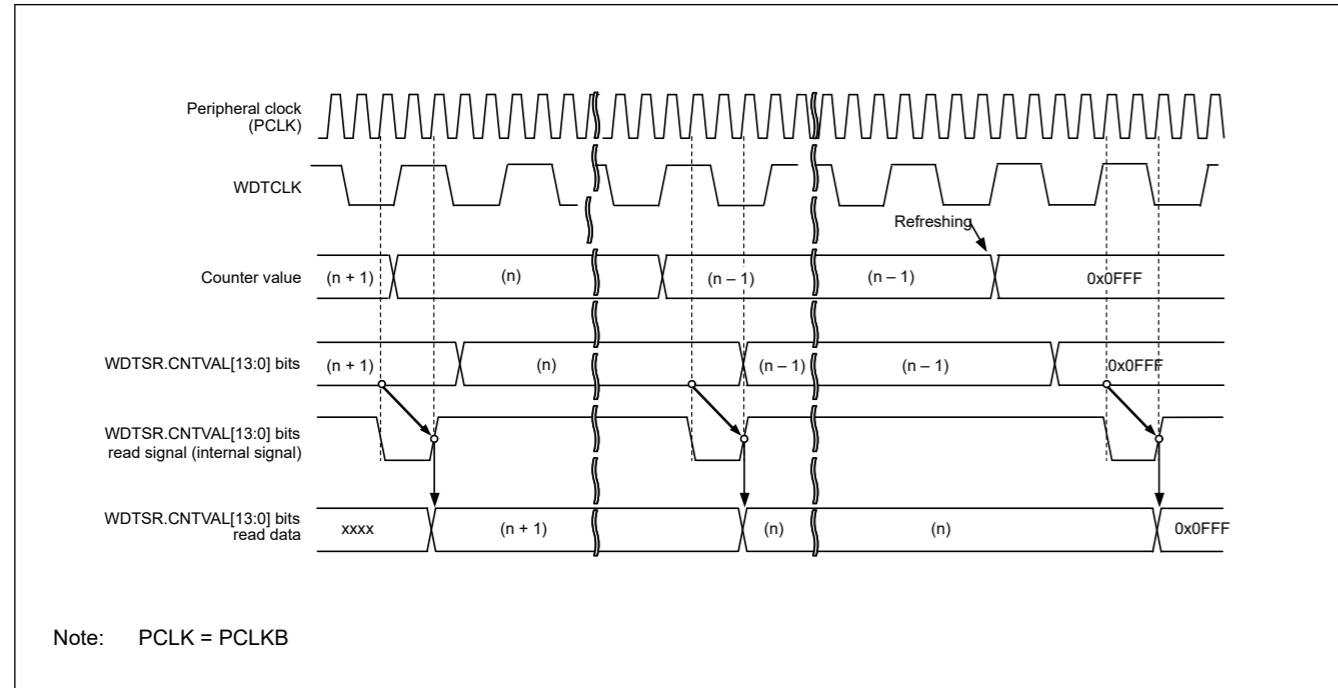 Peripheral clock
(PCLK)
WDTCLK
Refreshing
Counter value
(n + 1)
(n)
(n – 1)
(n – 1)
0x0FFF
WDTSR.CNTVAL[13:0] bits
(n + 1)
(n)
(n – 1)
(n – 1)
0x0FFF
WDTSR.CNTVAL[13:0] bits
read signal (internal signal)
WDTSR.CNTVAL[13:0] bits
read data
xxxx
(n + 1)
(n)
(n)
0x0FFF
Note: PCLK = PCLKB